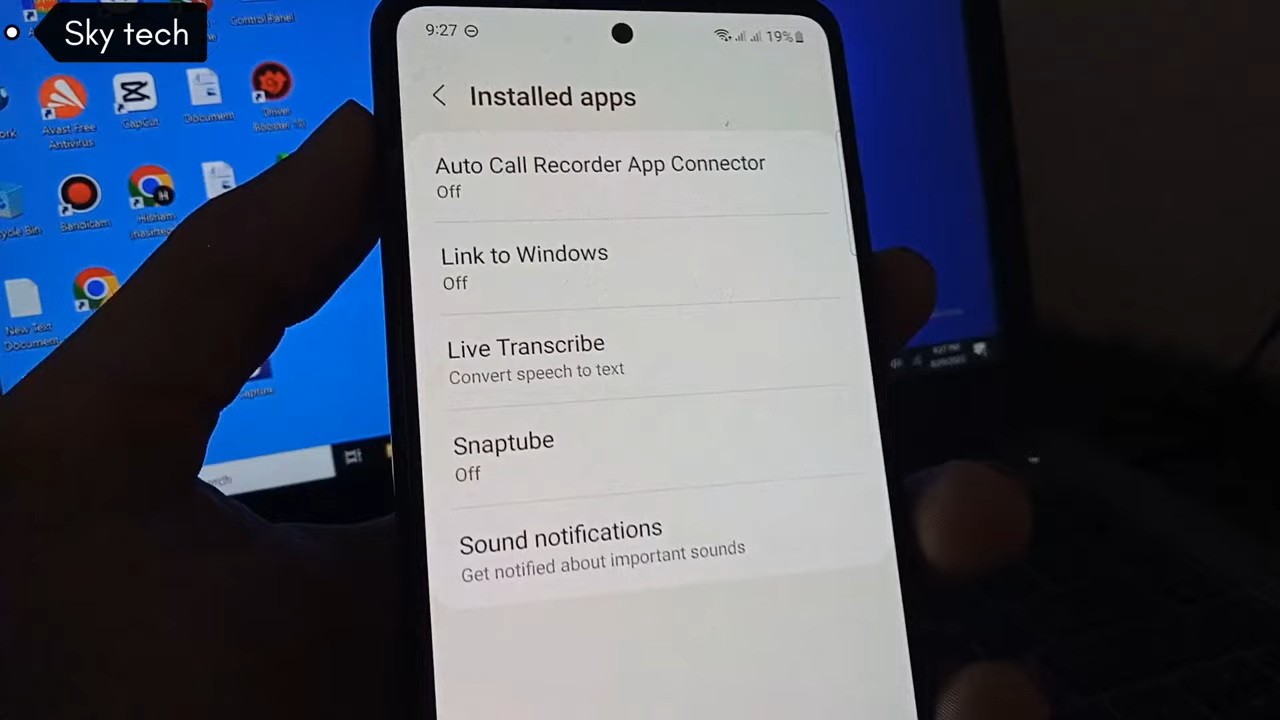 Sky tech
9:27
19%
Installed apps
Auto Call Recorder App Connector
Off
Link to Windows
Off
Live Transcribe
Convert speech to text
Snaptube
Off
Sound notifications
Get notified about important sounds
Control Panel
Avast Free
Antivirus
CapCut
Document
Driver
Bandicam
Hisham
New Text
Document